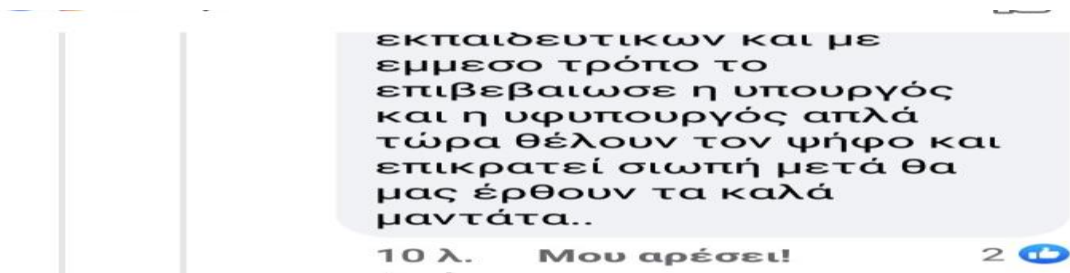 εκπαιδευτικων και με
εμμεσο τρόπο το
επιβεβαιωσε η υπουργός
και η υφυπουργός απλά
τώρα θέλουν τον ψήφο και
επικρατεί σιωπή μετά θα
μας έρθουν τα καλά
μαντάτα..
10 λ. Μου αρέσει! 2